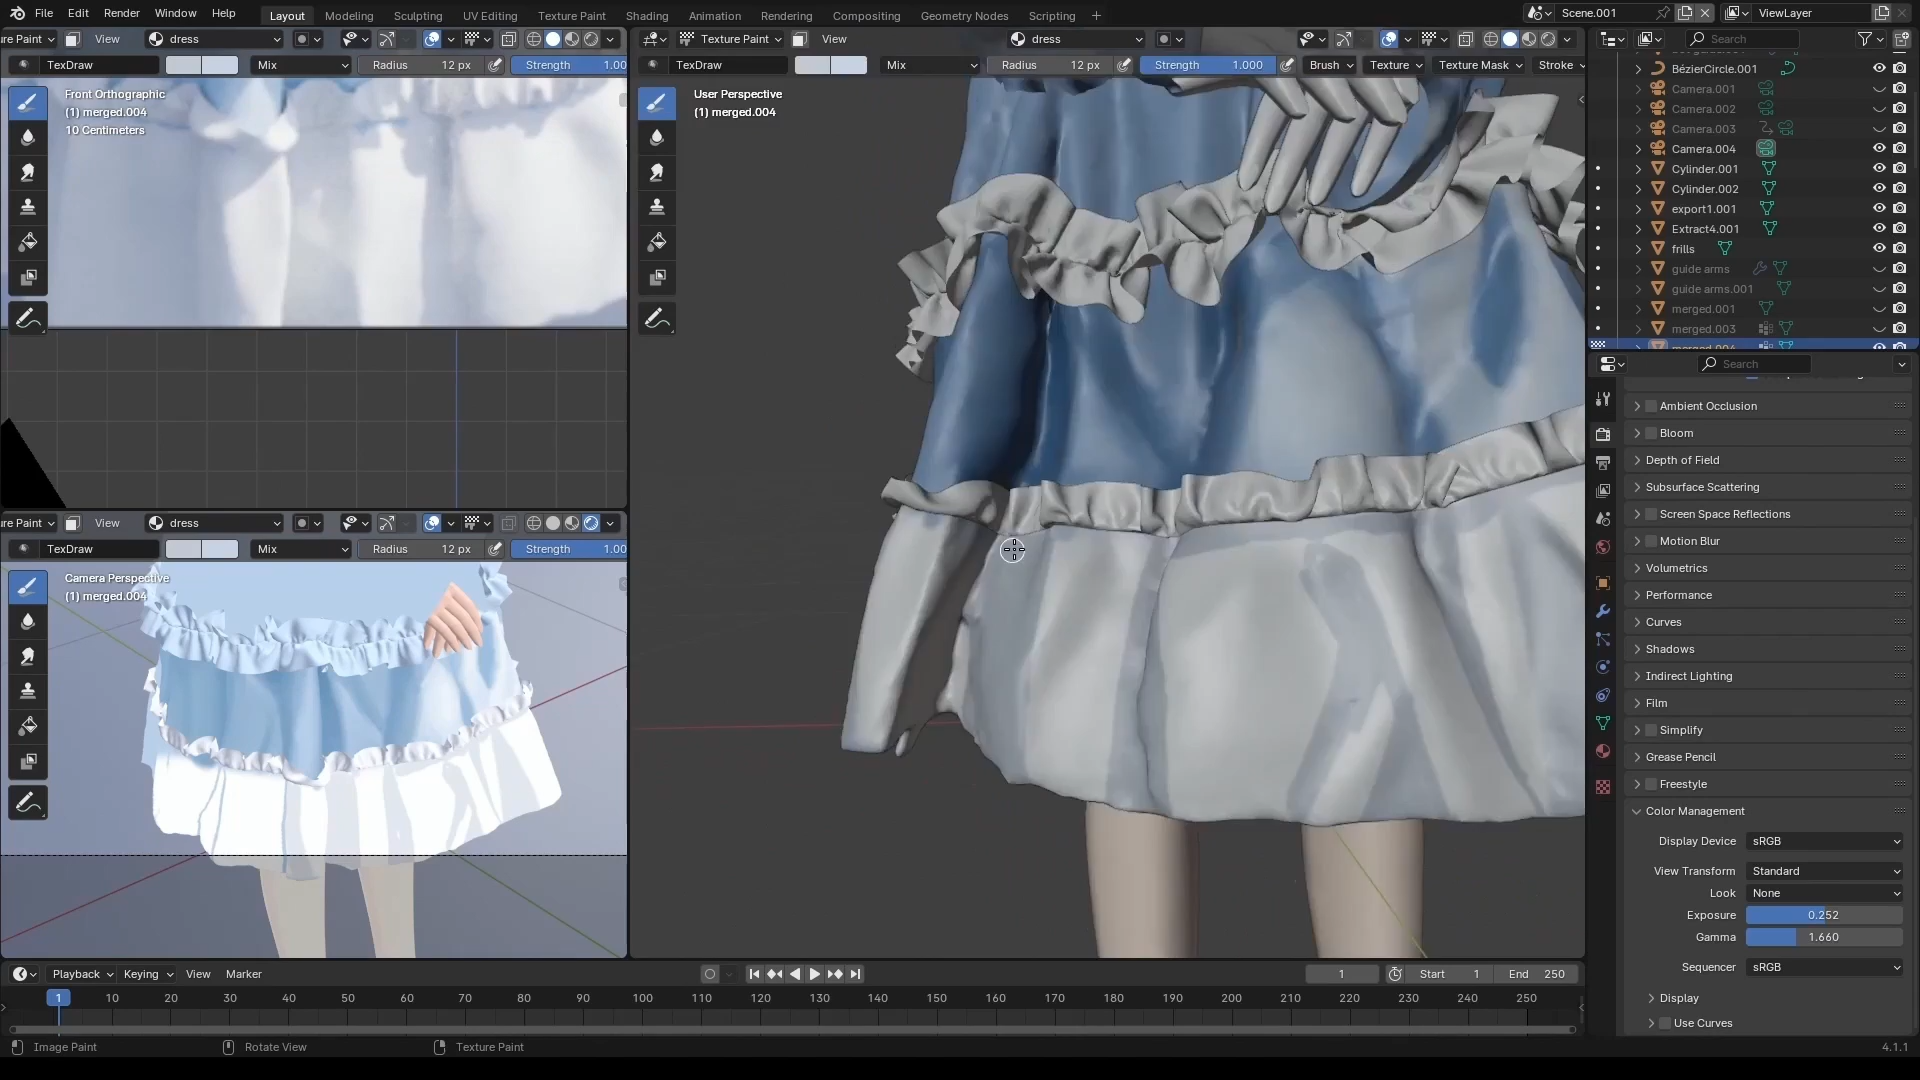 File Edit Render Window Help Layout Modeling Sculpting UV Editing Texture Paint Shading Animation Rendering Compositing Geometry Nodes Scripting Scene.001 ViewLayer
View dress
TexDraw Mix Radius 12 px Strength 1.00
Front Orthographic
(1) merged.004
10 Centimeters
View dress
TexDraw Mix Radius 12 px Strength 1.00
Camera Perspective
(1) merged.004
Texture Paint View dress
TexDraw Mix Radius 12 px Strength 1.000 Brush Texture Texture Mask Stroke
User Perspective
(1) merged.004
Search
BézierCircle.001
Camera.001
Camera.002
Camera.003
Camera.004
Cylinder.001
Cylinder.002
export1.001
Extract4.001
frills
guide arms
guide arms.001
merged.001
merged.003
merged.004
Search
Ambient Occlusion
Bloom
Depth of Field
Subsurface Scattering
Screen Space Reflections
Motion Blur
Volumetrics
Performance
Curves
Shadows
Indirect Lighting
Film
Simplify
Grease Pencil
Freestyle
Color Management
Display Device sRGB
View Transform Standard
Look None
Exposure 0.252
Gamma 1.660
Sequencer sRGB
Display
Use Curves
Playback Keying View Marker 1 Start 1 End 250
1 10 20 30 40 50 60 70 80 90 100 110 120 130 140 150 160 170 180 190 200 210 220 230 240 250
Image Paint Rotate View Texture Paint 4.1.1